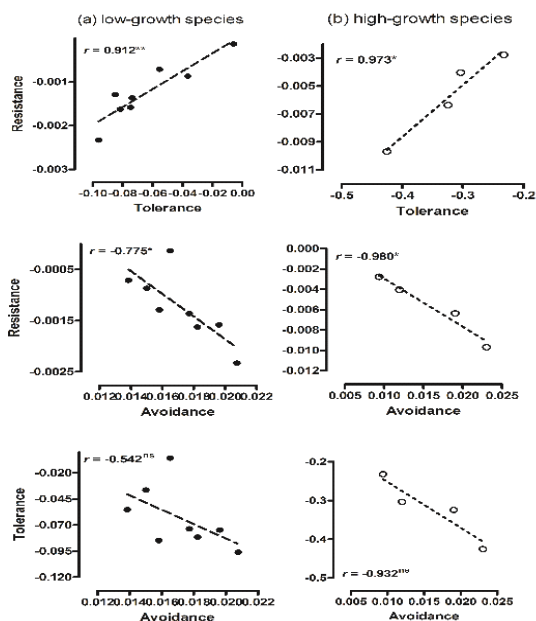 (a) low-growth species
(b) high-growth species
r = 0.912**
Resistance
-0.001
-0.002
-0.003
-0.10 -0.08 -0.06 -0.04 -0.02 0.00
Tolerance
r = 0.973*
-0.003
-0.005
-0.007
-0.009
-0.011
-0.5 -0.4 -0.3 -0.2
Tolerance
r = -0.775*
Resistance
-0.0005
-0.0015
-0.0025
0.012 0.014 0.016 0.018 0.020 0.022
Avoidance
r = -0.980*
0.000
-0.002
-0.004
-0.006
-0.008
-0.010
-0.012
0.005 0.010 0.015 0.020 0.025
Avoidance
r = -0.542ns
Tolerance
-0.020
-0.045
-0.070
-0.095
-0.120
0.012 0.014 0.016 0.018 0.020 0.022
Avoidance
-0.2
-0.3
-0.4
-0.5
r = -0.932ns
0.005 0.010 0.015 0.020 0.025
Avoidance